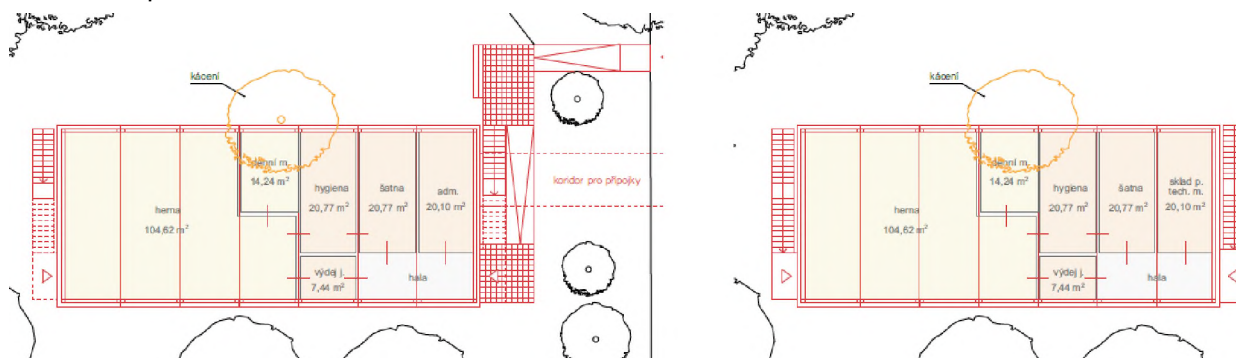 kácení
denní m.
14,24 m²
hygiena
20,77 m²
šatna
20,77 m²
adm.
20,10 m²
herna
104,62 m²
výdej j.
7,44 m²
hala
koridor pro přípojky
kácení
denní m.
14,24 m²
hygiena
20,77 m²
šatna
20,77 m²
sklad p.
tech. m.
20,10 m²
herna
104,62 m²
výdej j.
7,44 m²
hala